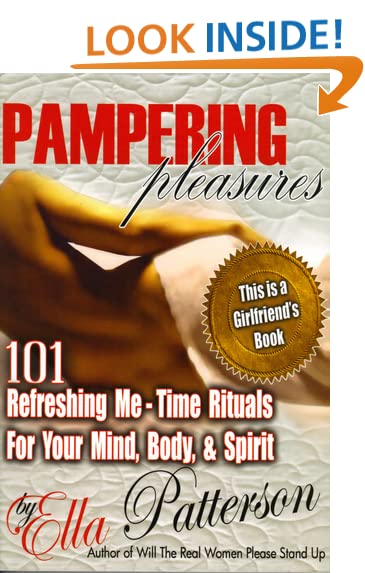 LOOK INSIDE!
PAMPERING
pleasures
This is a
Girlfriend's
Book
101
Refreshing Me-Time Rituals
For Your Mind, Body, & Spirit
by Ella Patterson
Author of Will The Real Women Please Stand Up